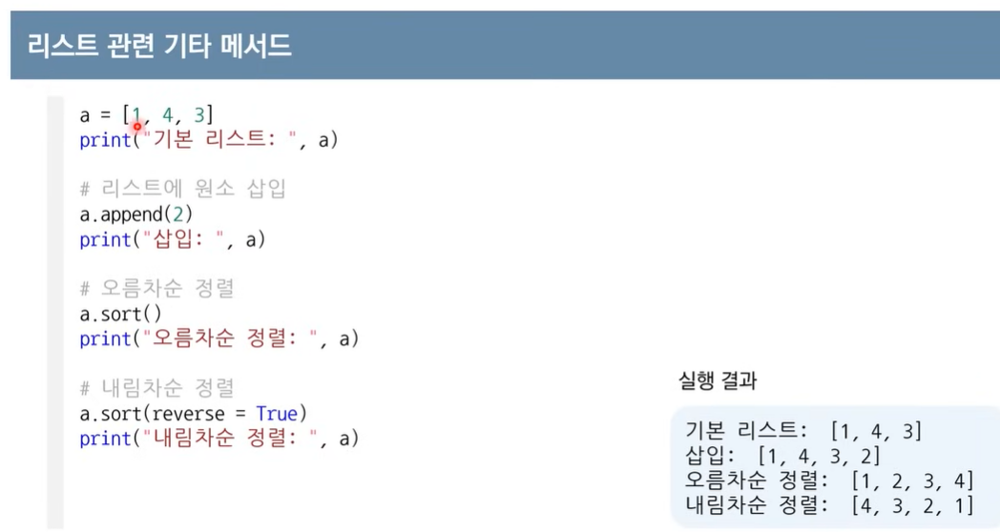 리스트 관련 기타 메서드
a = [1, 4, 3]
print("기본 리스트: ", a)
# 리스트에 원소 삽입
a.append(2)
print("삽입: ", a)
# 오름차순 정렬
a.sort()
print("오름차순 정렬: ", a)
# 내림차순 정렬
a.sort(reverse = True)
print("내림차순 정렬: ", a)
실행 결과
기본 리스트:  [1, 4, 3]
삽입:  [1, 4, 3, 2]
오름차순 정렬:  [1, 2, 3, 4]
내림차순 정렬:  [4, 3, 2, 1]